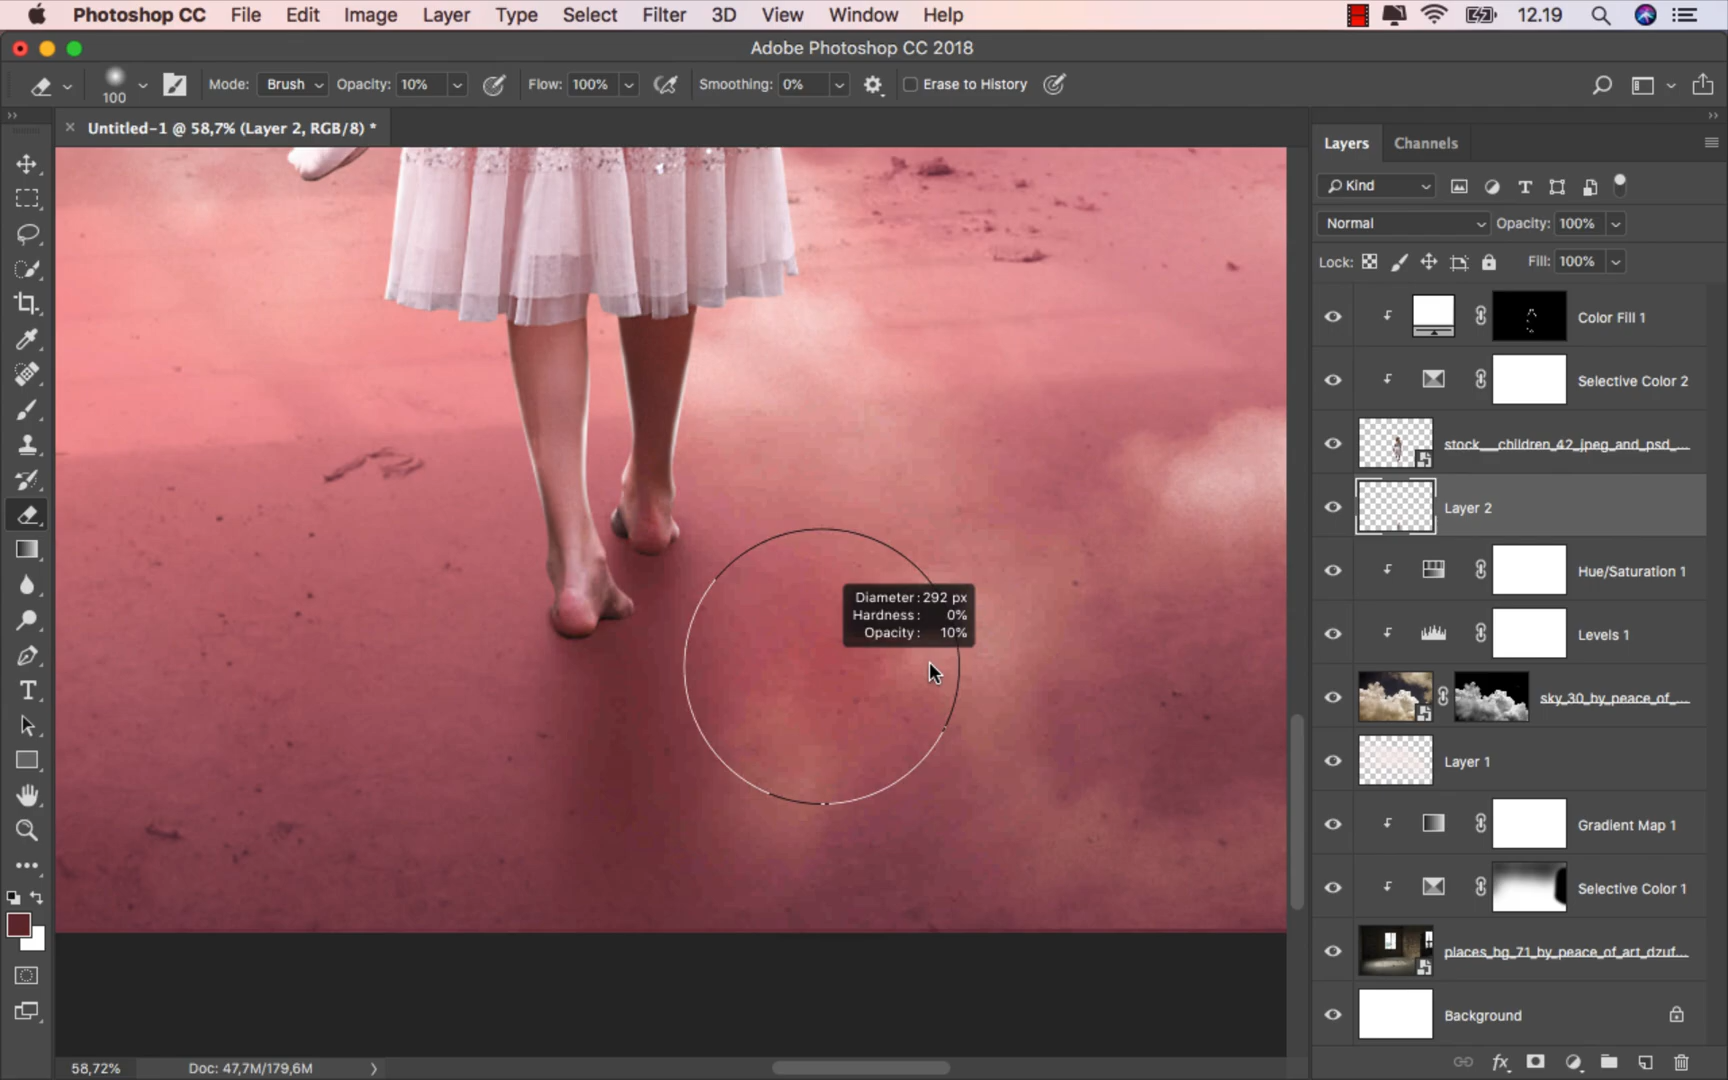 Photoshop CC File Edit Image Layer Type Select Filter 3D View Window Help 12.19
Adobe Photoshop CC 2018
100 Mode: Brush Opacity: 10% Flow: 100% Smoothing: 0% Erase to History
Untitled-1 @ 58,7% (Layer 2, RGB/8) *
Layers Channels
Kind
Normal Opacity: 100%
Lock: Fill: 100%
Color Fill 1
Selective Color 2
stock__children_42_jpeg_and_psd_...
Layer 2
Hue/Saturation 1
Levels 1
sky_30_by_peace_of_...
Layer 1
Gradient Map 1
Selective Color 1
places_bg_71_by_peace_of_art_dzuf...
Background
Diameter: 292 px
Hardness: 0%
Opacity: 10%
58,72% Doc: 47,7M/179,6M